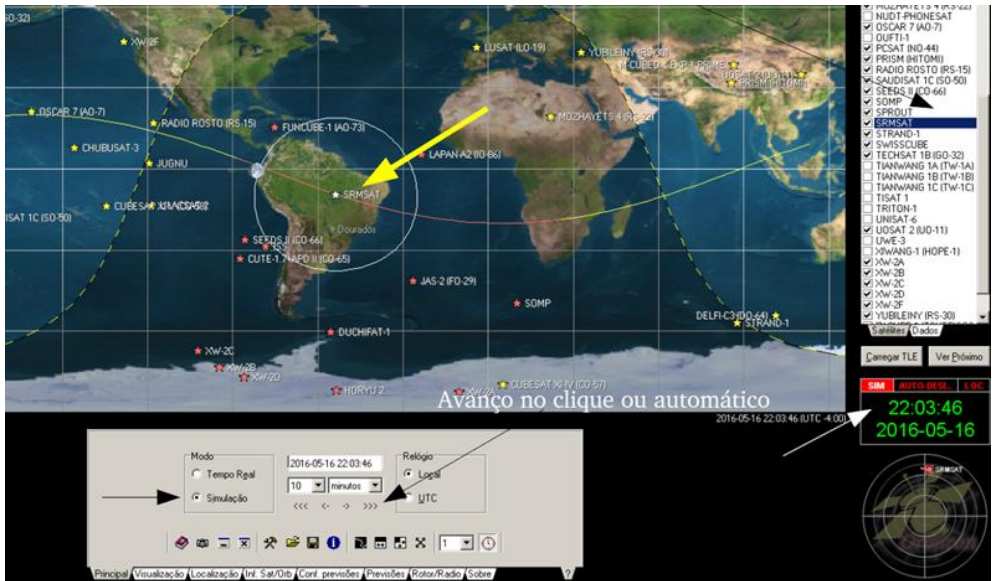 SO-32)
XW-2F
LUSAT (LO-19)
YUBILEINY (RS-30)
PRISM (HITOMI)
OSCAR 7 (AO-7)
RADIO ROSTO (RS-15)
FUNCUBE-1 (AO-73)
MOZHAYETS 4 (RS-22)
CHUBUSAT-3
JUGNU
LAPAN-A2 (IO-86)
SRMSAT
ISAT 1C (SO-50)
Dourados
SEEDS II (CO-66)
ISS
CUTE-1.7+APD II (CO-65)
JAS-2 (FO-29)
SOMP
DELFI-C3 (DO-64)
STRAND-1
DUCHIFAT-1
XW-2C
XW-2B
XW-2D
HORYU 2
XW-2A
CUBESAT XI-IV (CO-57)
Avanço no clique ou automático
2016-05-16 22:03:46 (UTC -4:00)
MOZHAYETS 4 (RS-22)
NUDT-PHONESAT
OSCAR 7 (AO-7)
OUFTI-1
PCSAT (NO-44)
PRISM (HITOMI)
RADIO ROSTO (RS-15)
SAUDISAT 1C (SO-50)
SEEDS II (CO-66)
SOMP
SPROUT
SRMSAT
STRAND-1
SWISSCUBE
TECHSAT 1B (GO-32)
TIANWANG 1A (TW-1A)
TIANWANG 1B (TW-1B)
TIANWANG 1C (TW-1C)
TISAT 1
TRITON-1
UNISAT-6
UOSAT 2 (UO-11)
UWE-3
XIWANG-1 (HOPE-1)
XW-2A
XW-2B
XW-2C
XW-2D
XW-2F
YUBILEINY (RS-30)
Satélites Dados
Carregar TLE Ver Próximo
SIM AUTO-DESL. LOC
22:03:46
2016-05-16
SRMSAT
Modo
Tempo Real
Simulação
2016-05-16 22:03:46
10 minutos
<<< <- -> >>>
Relógio
Local
UTC
1
Principal Visualização Localização Inf. Sat/Orb Conf. previsões Previsões Rotor/Radio Sobre ?